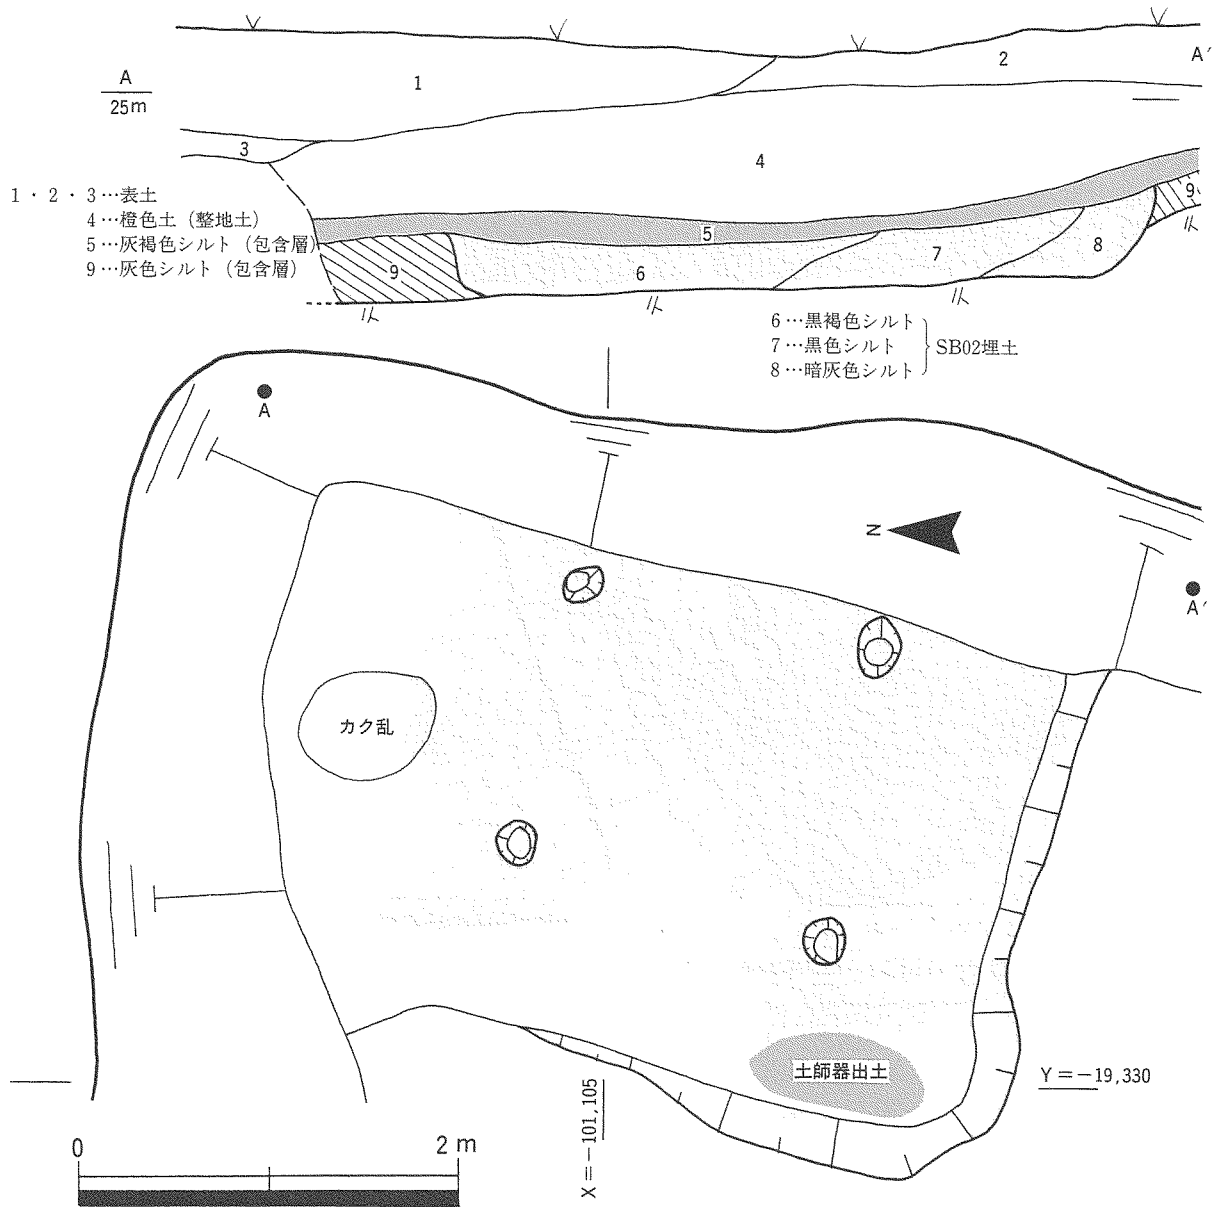 1
2
A
25m
A′
3
4
1・2・3…表土
4…橙色土（整地土）
5…灰褐色シルト（包含層）
9…灰色シルト（包含層）
5
9
6
7
8
9
6…黒褐色シルト
7…黒色シルト
8…暗灰色シルト
SB02埋土
A
N
A′
カク乱
土師器出土
X=-101,105
Y=-19,330
0
2 m